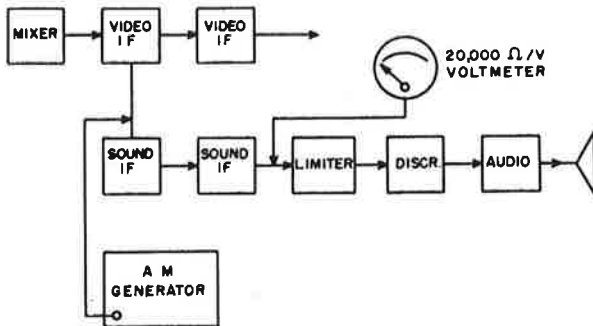 MIXER
VIDEO
IF
VIDEO
IF
20,000 Ω/V
VOLTMETER
SOUND
IF
SOUND
IF
LIMITER
DISCR.
AUDIO
A M
GENERATOR